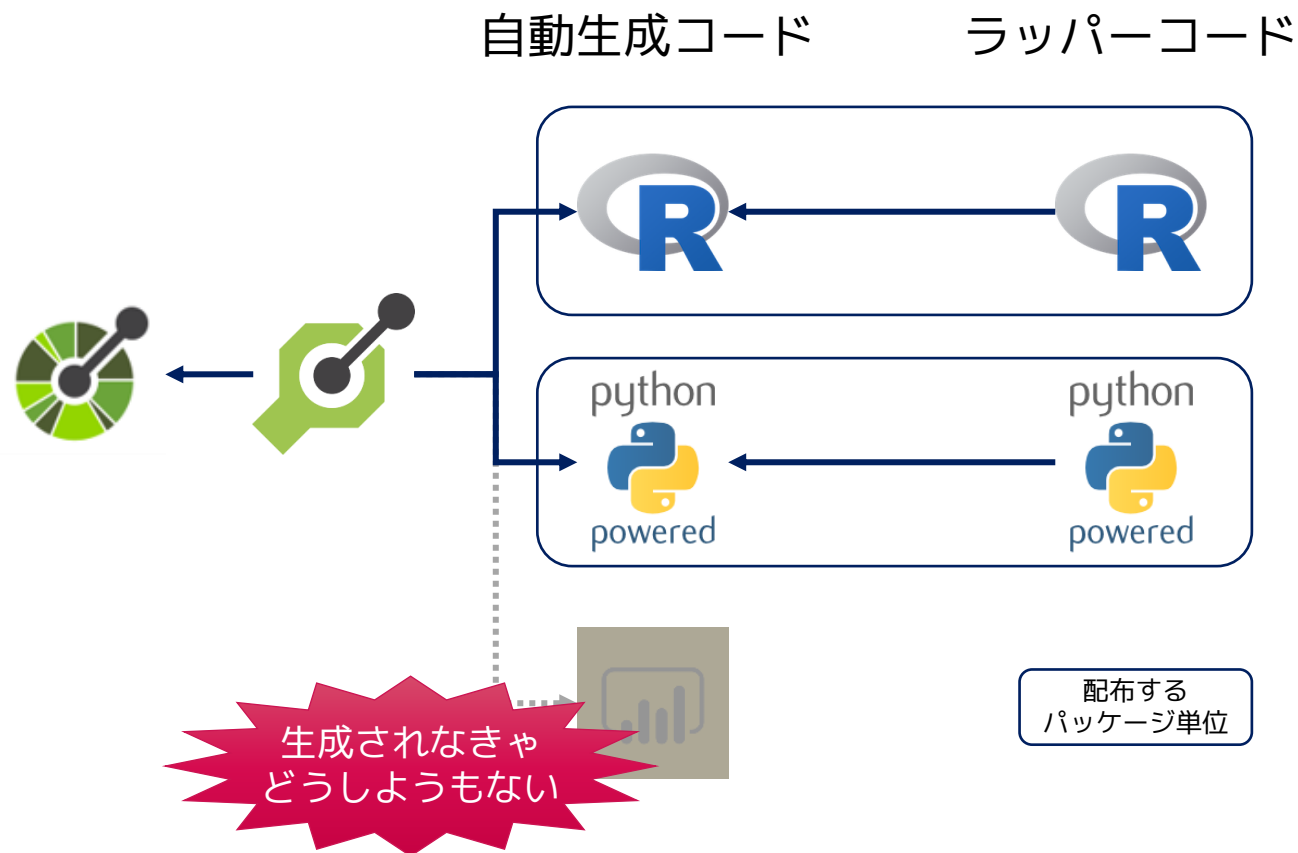 自動生成コード
ラッパーコード
R
R
python
powered
python
powered
生成されなきゃ
どうしようもない
配布する
パッケージ単位